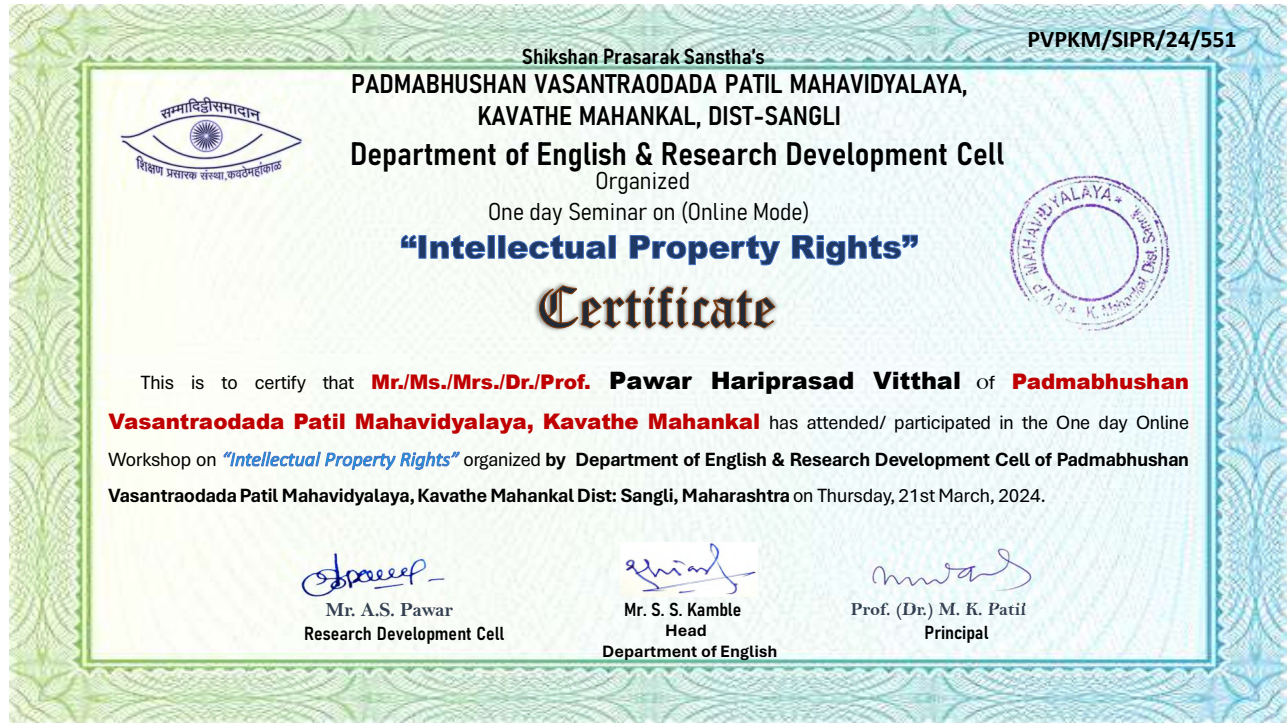 PVPKM/SIPR/24/551
Shikshan Prasarak Sanstha's
PADMABHUSHAN VASANTRAODADA PATIL MAHAVIDYALAYA,
KAVATHE MAHANKAL, DIST-SANGLI
सम्मादिट्ठीसमादान
शिक्षण प्रसारक संस्था,कवठेमहांकाळ
Department of English & Research Development Cell
Organized
One day Seminar on (Online Mode)
“Intellectual Property Rights”
P.V.P. MAHAVIDYALAYA
K. Mahankal Dist. Sangli
Certificate
This is to certify that Mr./Ms./Mrs./Dr./Prof. Pawar Hariprasad Vitthal of Padmabhushan
Vasantraodada Patil Mahavidyalaya, Kavathe Mahankal has attended/ participated in the One day Online
Workshop on “Intellectual Property Rights” organized by Department of English & Research Development Cell of Padmabhushan
Vasantraodada Patil Mahavidyalaya, Kavathe Mahankal Dist: Sangli, Maharashtra on Thursday, 21st March, 2024.
Mr. A.S. Pawar
Research Development Cell
Mr. S. S. Kamble
Head
Department of English
Prof. (Dr.) M. K. Patil
Principal